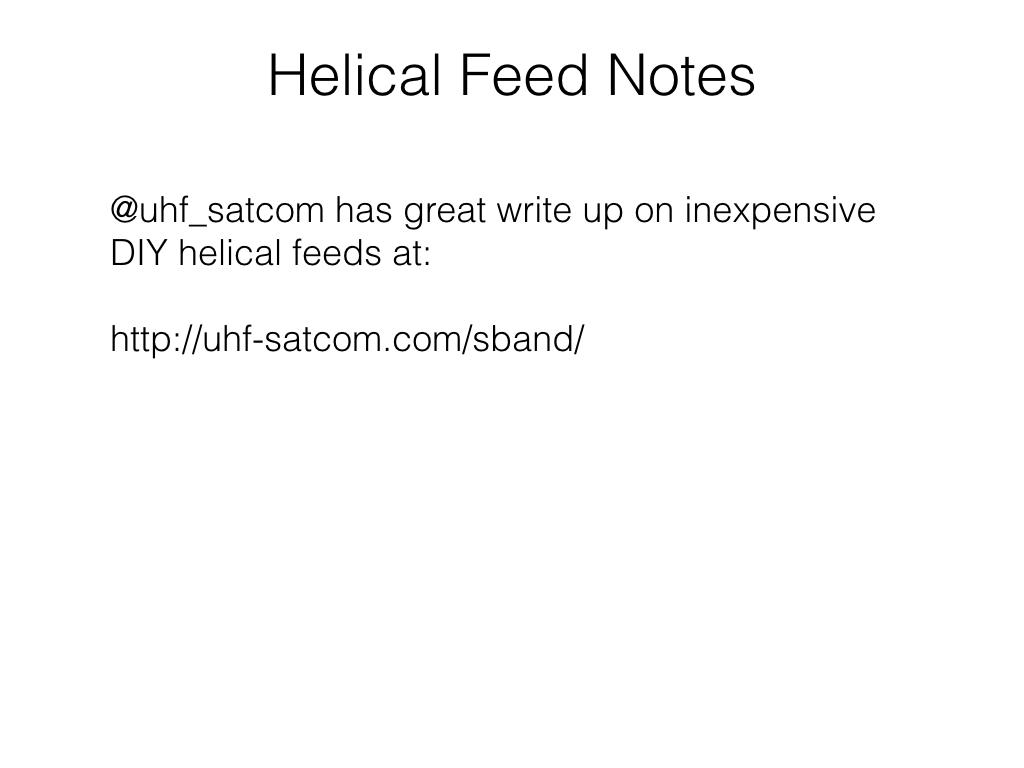 Helical Feed Notes
@uhf_satcom has great write up on inexpensive
DIY helical feeds at:
http://uhf-satcom.com/sband/